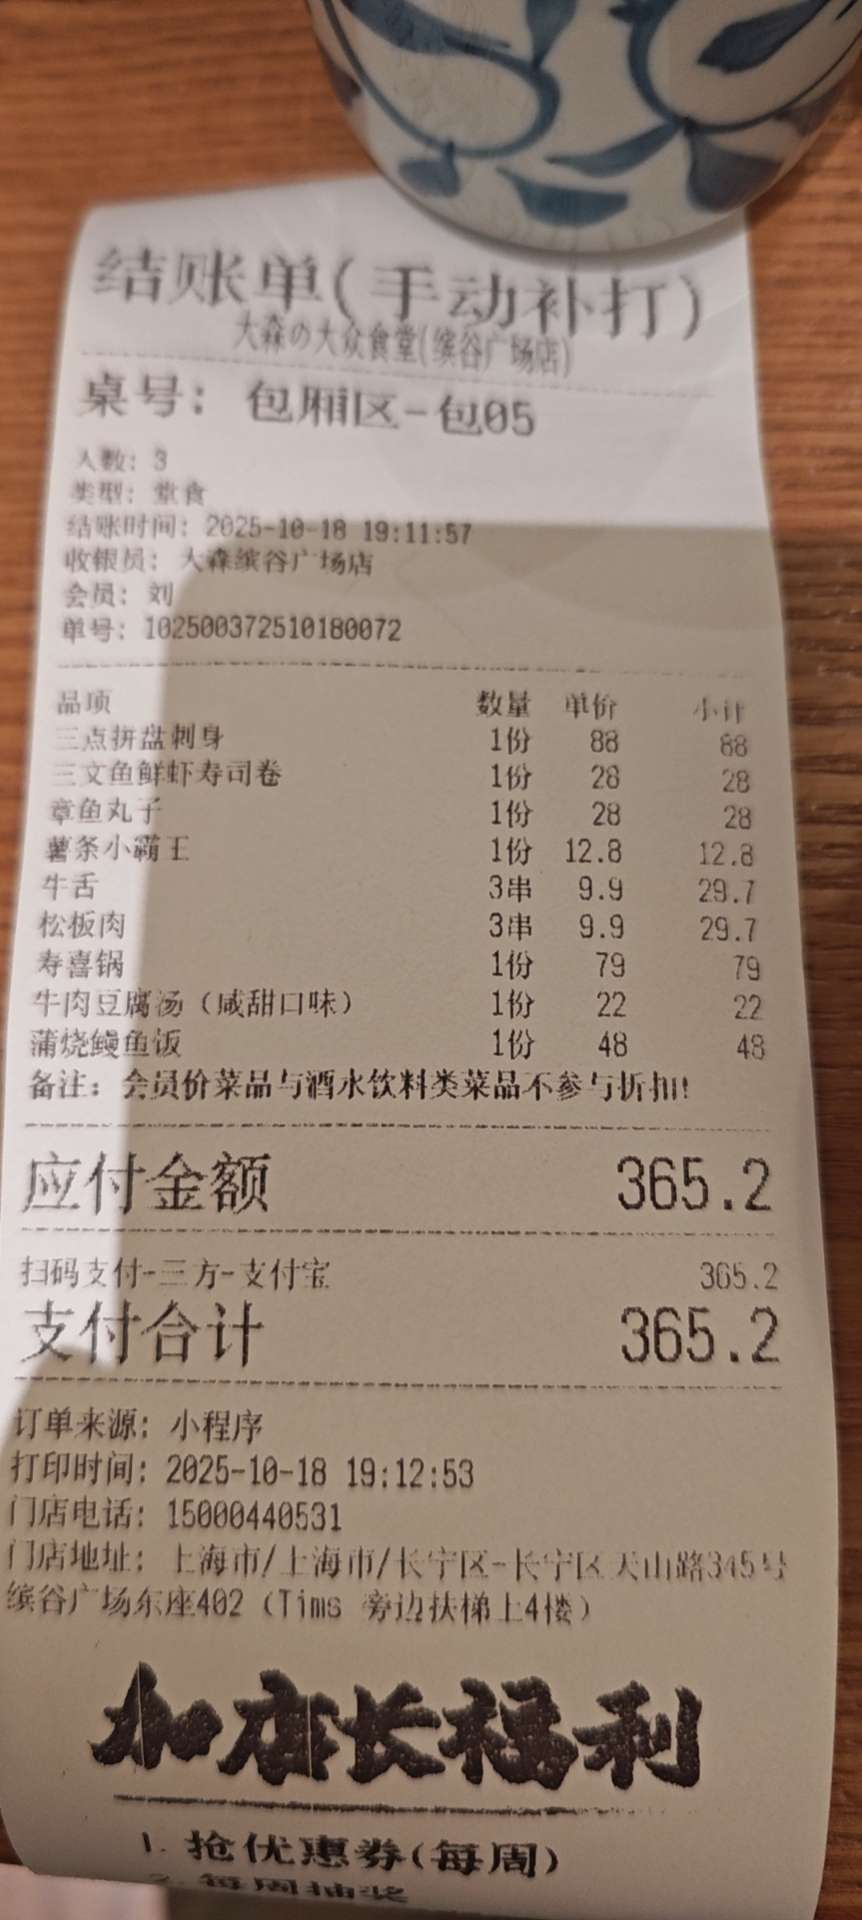 结账单(手动补打)
大森の大众食堂(缤谷广场店)
桌号: 包厢区-包05
人数: 3
类型: 堂食
结账时间: 2025-10-18 19:11:57
收银员: 大森缤谷广场店
会员: 刘
单号: 102500372510180072
品项 数量 单价 小计
三点拼盘刺身 1份 88 88
三文鱼鲜虾寿司卷 1份 28 28
章鱼丸子 1份 28 28
薯条小霸王 1份 12.8 12.8
牛舌 3串 9.9 29.7
松板肉 3串 9.9 29.7
寿喜锅 1份 79 79
牛肉豆腐汤（咸甜口味） 1份 22 22
蒲烧鳗鱼饭 1份 48 48
备注: 会员价菜品与酒水饮料类菜品不参与折扣!
应付金额 365.2
扫码支付-三方-支付宝 365.2
支付合计 365.2
订单来源: 小程序
打印时间: 2025-10-18 19:12:53
门店电话: 15000440531
门店地址: 上海市/上海市/长宁区-长宁区天山路345号
缤谷广场东座402（Tims 旁边扶梯上4楼）
加店长福利
1. 抢优惠券(每周)
2. 每周抽奖